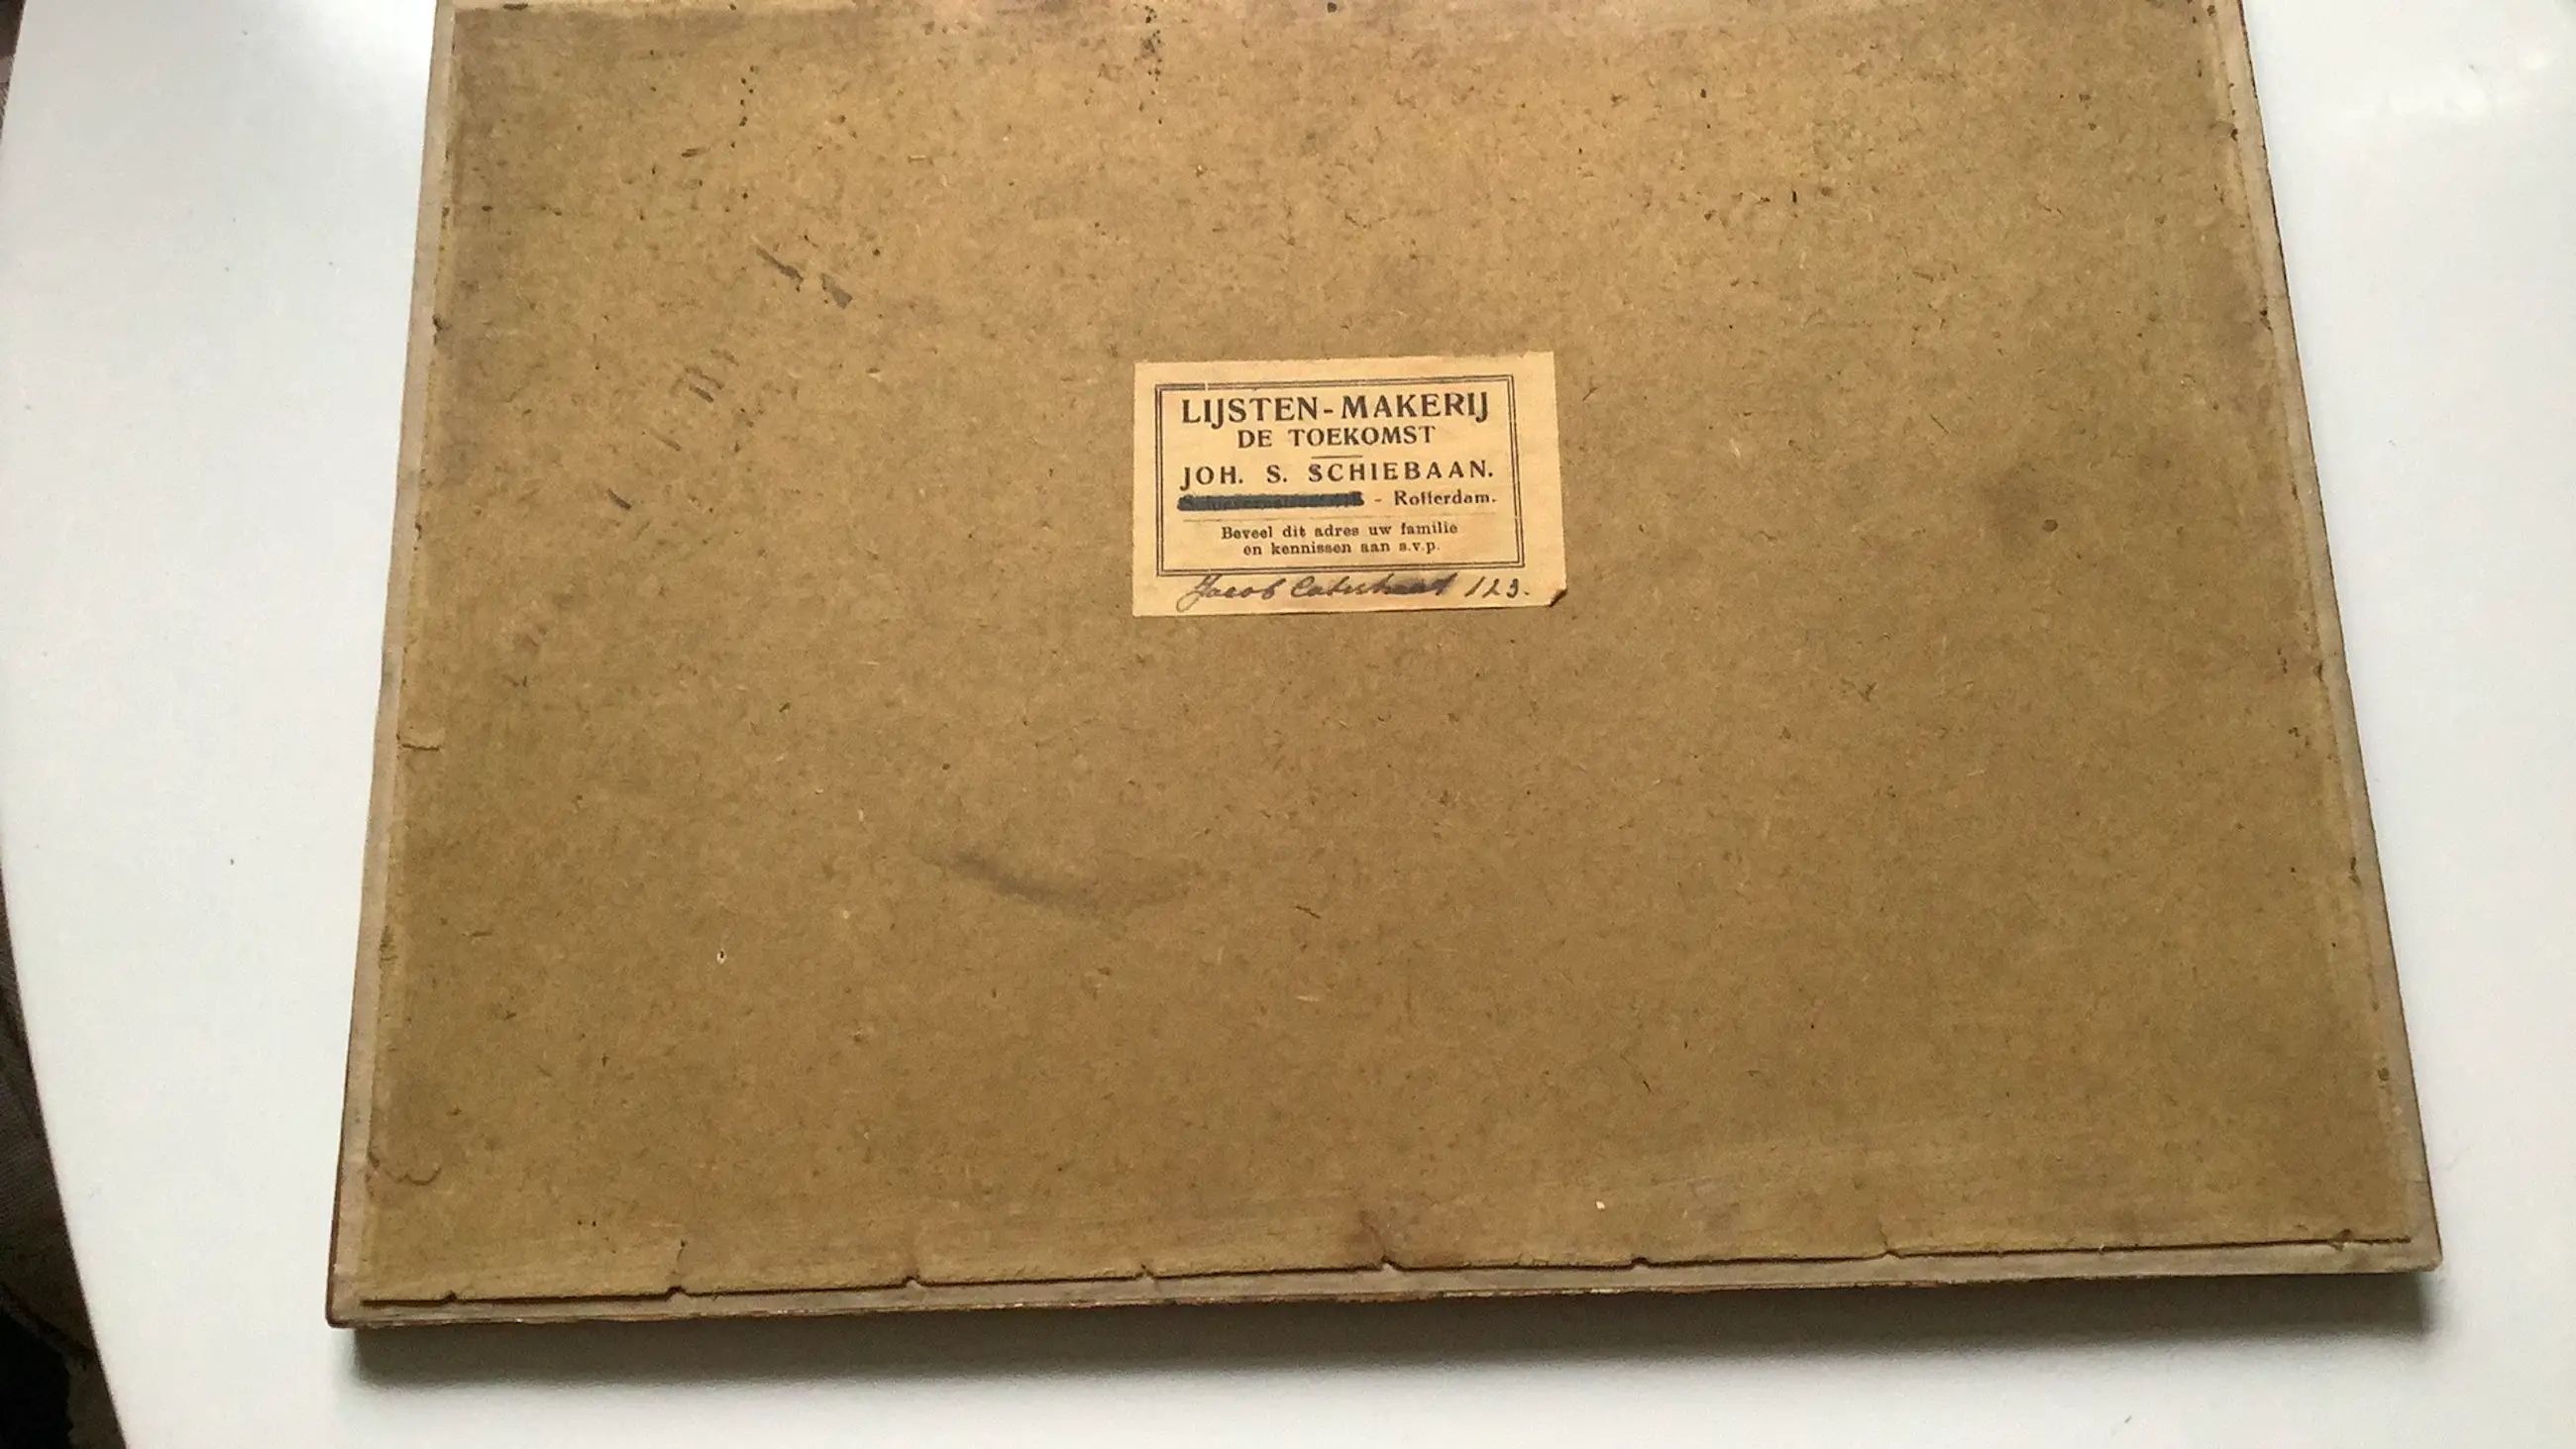 LIJSTEN-MAKERIJ
DE TOEKOMST
JOH. S. SCHIEBAAN.
- Rotterdam.
Beveel dit adres uw familie
en kennissen aan s.v.p.
Jacob Catsstraat 123.